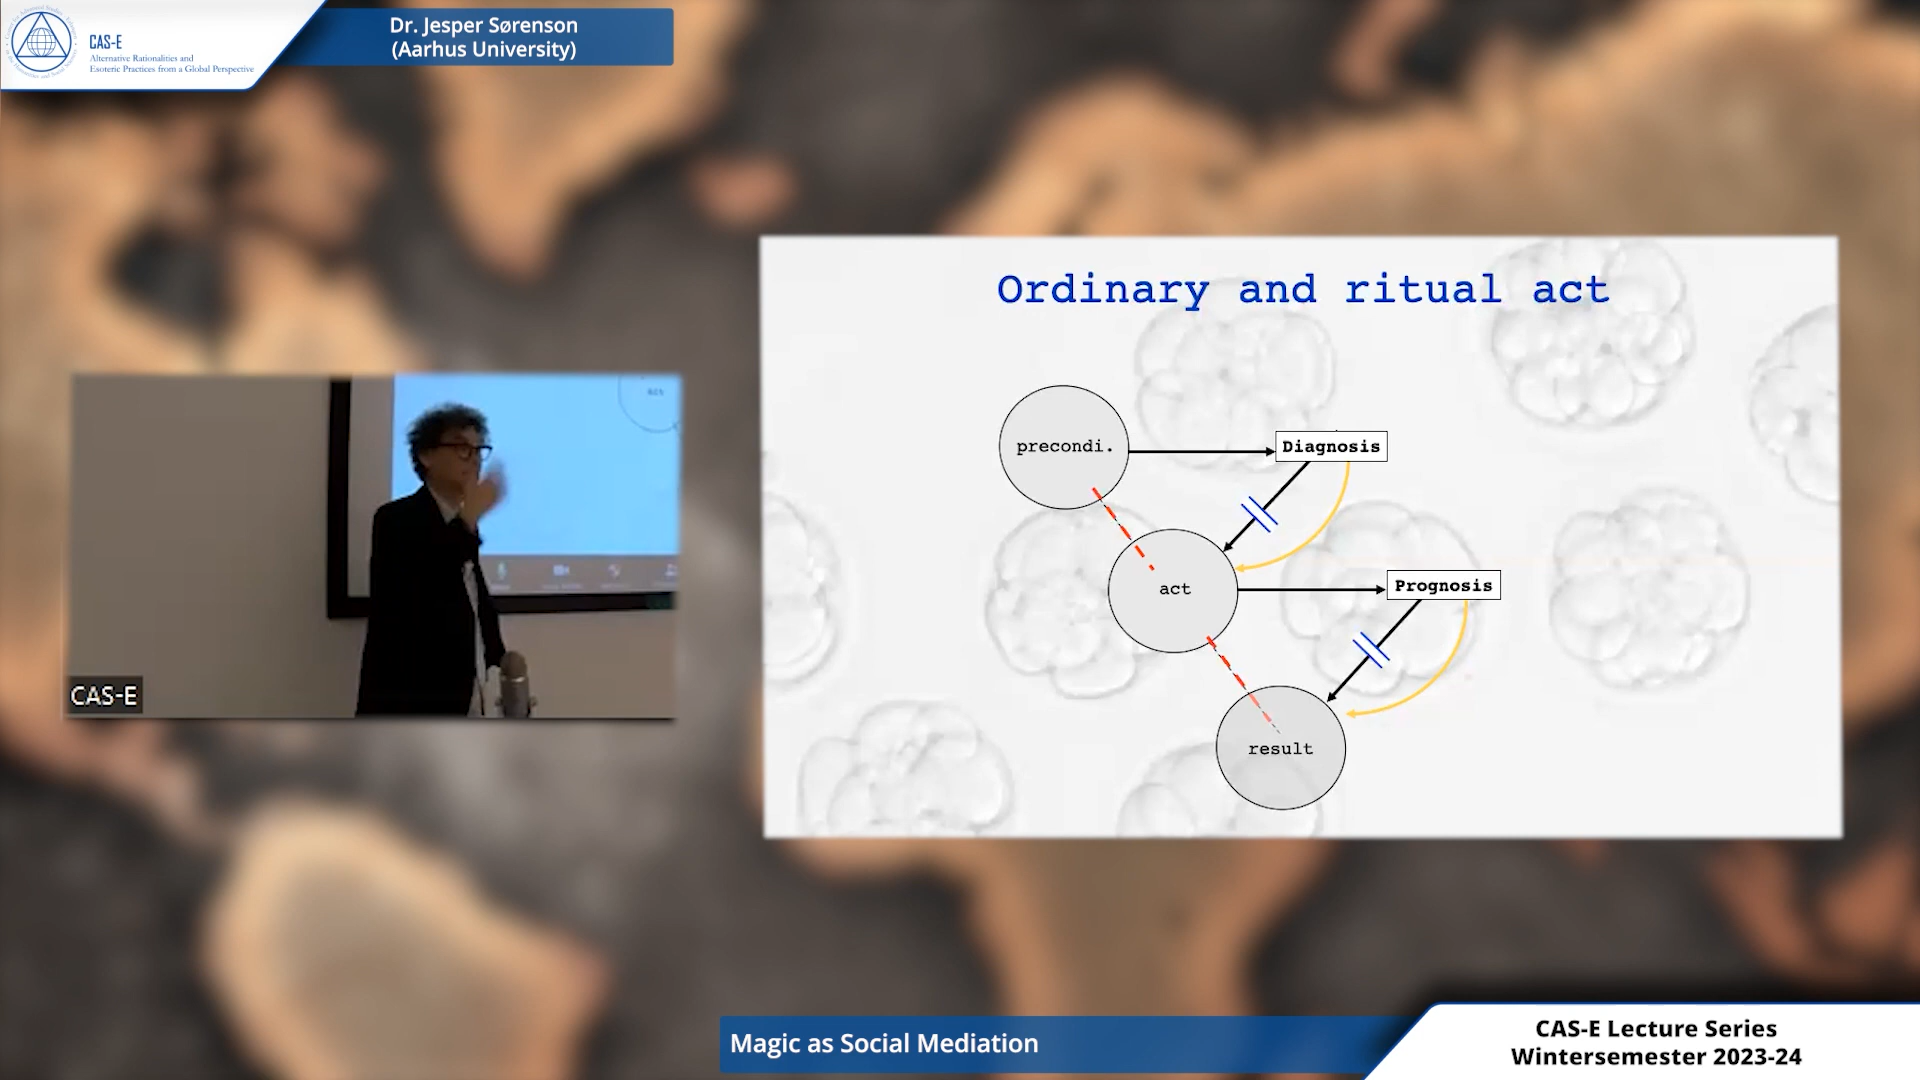 CAS-E
Alternative Rationalities and
Esoteric Practices from a Global Perspective
Dr. Jesper Sørenson
(Aarhus University)
Ordinary and ritual act
precondi.
Diagnosis
act
Prognosis
result
CAS-E
Magic as Social Mediation
CAS-E Lecture Series
Wintersemester 2023-24